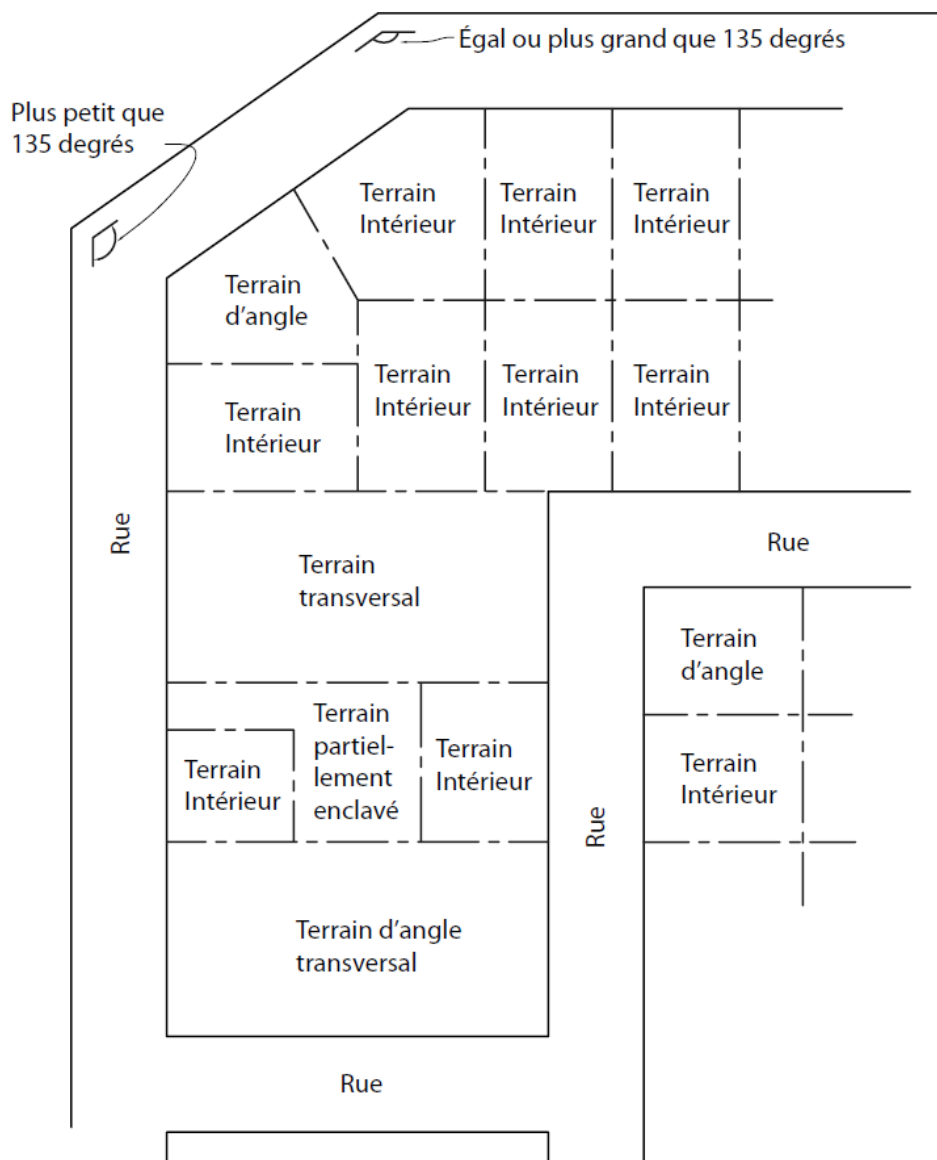 Égal ou plus grand que 135 degrés
Plus petit que
135 degrés
Terrain
Intérieur
Terrain
Intérieur
Terrain
Intérieur
Terrain
d'angle
Terrain
Intérieur
Terrain
Intérieur
Terrain
Intérieur
Terrain
Intérieur
Rue
Rue
Terrain
transversal
Terrain
d'angle
Terrain
partiel-
lement
enclavé
Terrain
Intérieur
Terrain
Intérieur
Terrain
Intérieur
Rue
Terrain d'angle
transversal
Rue